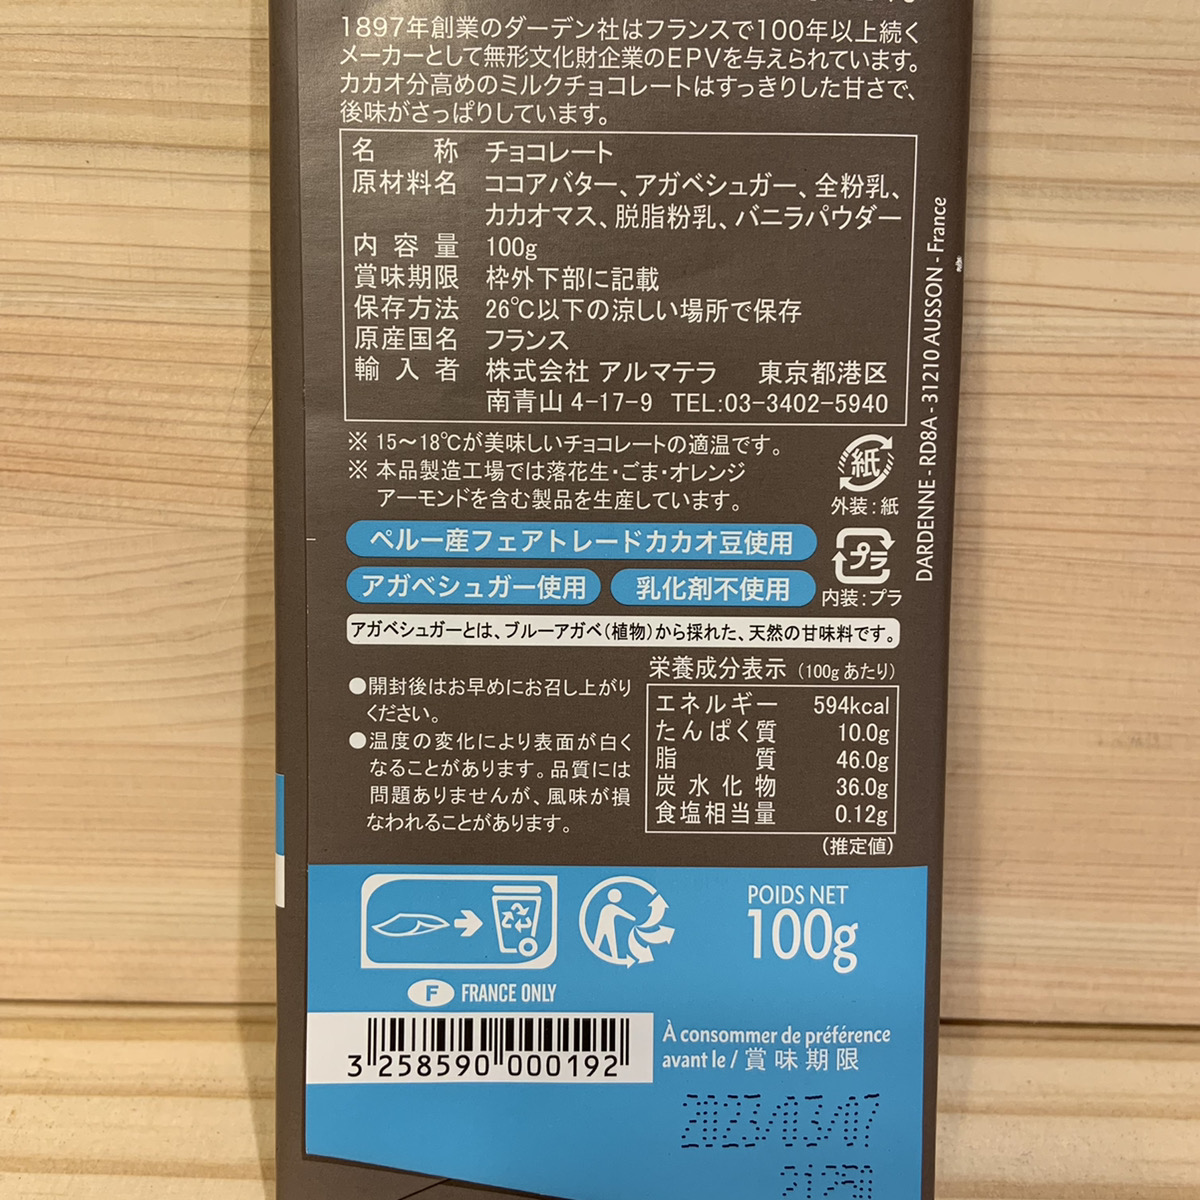 1897年創業のダーデン社はフランスで100年以上続く
メーカーとして無形文化財企業のEPVを与えられています。
カカオ分高めのミルクチョコレートはすっきりした甘さで、
後味がさっぱりしています。
名称 チョコレート
原材料名 ココアバター、アガベシュガー、全粉乳、
カカオマス、脱脂粉乳、バニラパウダー
内容量 100g
賞味期限 枠外下部に記載
保存方法 26℃以下の涼しい場所で保存
原産国名 フランス
輸入者 株式会社 アルマテラ 東京都港区
南青山 4-17-9 TEL:03-3402-5940
※ 15～18℃が美味しいチョコレートの適温です。
※ 本品製造工場では落花生・ごま・オレンジ
アーモンドを含む製品を生産しています。
紙
外装：紙
プラ
内装：プラ
DARDENNE - RD8A - 31210 AUSSON - France
ペルー産フェアトレードカカオ豆使用
アガベシュガー使用 乳化剤不使用
アガベシュガーとは、ブルーアガベ(植物)から採れた、天然の甘味料です。
●開封後はお早めにお召し上がり
ください。
●温度の変化により表面が白く
なることがあります。品質には
問題ありませんが、風味が損
なわれることがあります。
栄養成分表示 (100gあたり)
エネルギー 594kcal
たんぱく質 10.0g
脂質 46.0g
炭水化物 36.0g
食塩相当量 0.12g
(推定値)
POIDS NET
100g
F FRANCE ONLY
3 258590 000192
À consommer de préférence
avant le / 賞味期限
2023/03/07